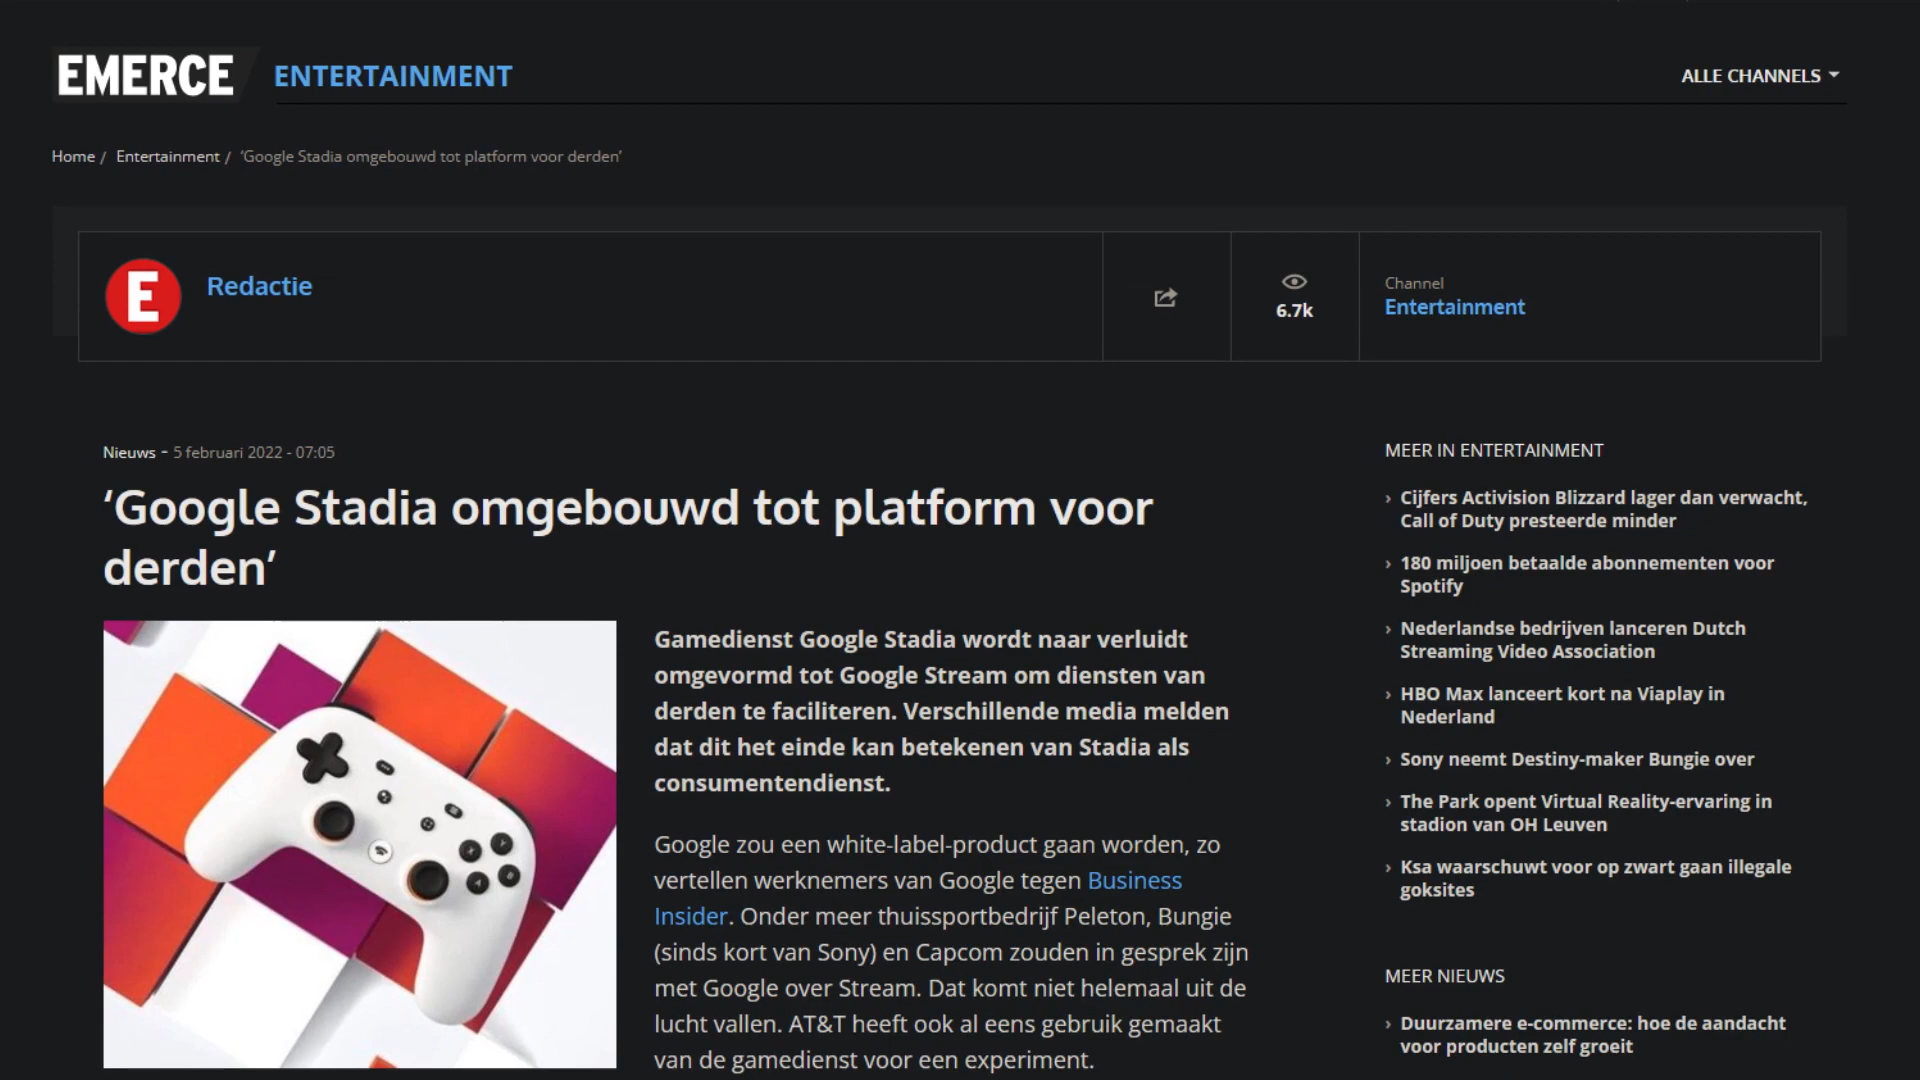 EMERCE ENTERTAINMENT
ALLE CHANNELS
Home / Entertainment / ‘Google Stadia omgebouwd tot platform voor derden’
E
Redactie
6.7k
Channel
Entertainment
Nieuws - 5 februari 2022 - 07:05
‘Google Stadia omgebouwd tot platform voor
derden’
Gamedienst Google Stadia wordt naar verluidt
omgevormd tot Google Stream om diensten van
derden te faciliteren. Verschillende media melden
dat dit het einde kan betekenen van Stadia als
consumentendienst.
Google zou een white-label-product gaan worden, zo
vertellen werknemers van Google tegen Business
Insider. Onder meer thuissportbedrijf Peleton, Bungie
(sinds kort van Sony) en Capcom zouden in gesprek zijn
met Google over Stream. Dat komt niet helemaal uit de
lucht vallen. AT&T heeft ook al eens gebruik gemaakt
van de gamedienst voor een experiment.
MEER IN ENTERTAINMENT
› Cijfers Activision Blizzard lager dan verwacht,
Call of Duty presteerde minder
› 180 miljoen betaalde abonnementen voor
Spotify
› Nederlandse bedrijven lanceren Dutch
Streaming Video Association
› HBO Max lanceert kort na Viaplay in
Nederland
› Sony neemt Destiny-maker Bungie over
› The Park opent Virtual Reality-ervaring in
stadion van OH Leuven
› Ksa waarschuwt voor op zwart gaan illegale
goksites
MEER NIEUWS
› Duurzamere e-commerce: hoe de aandacht
voor producten zelf groeit